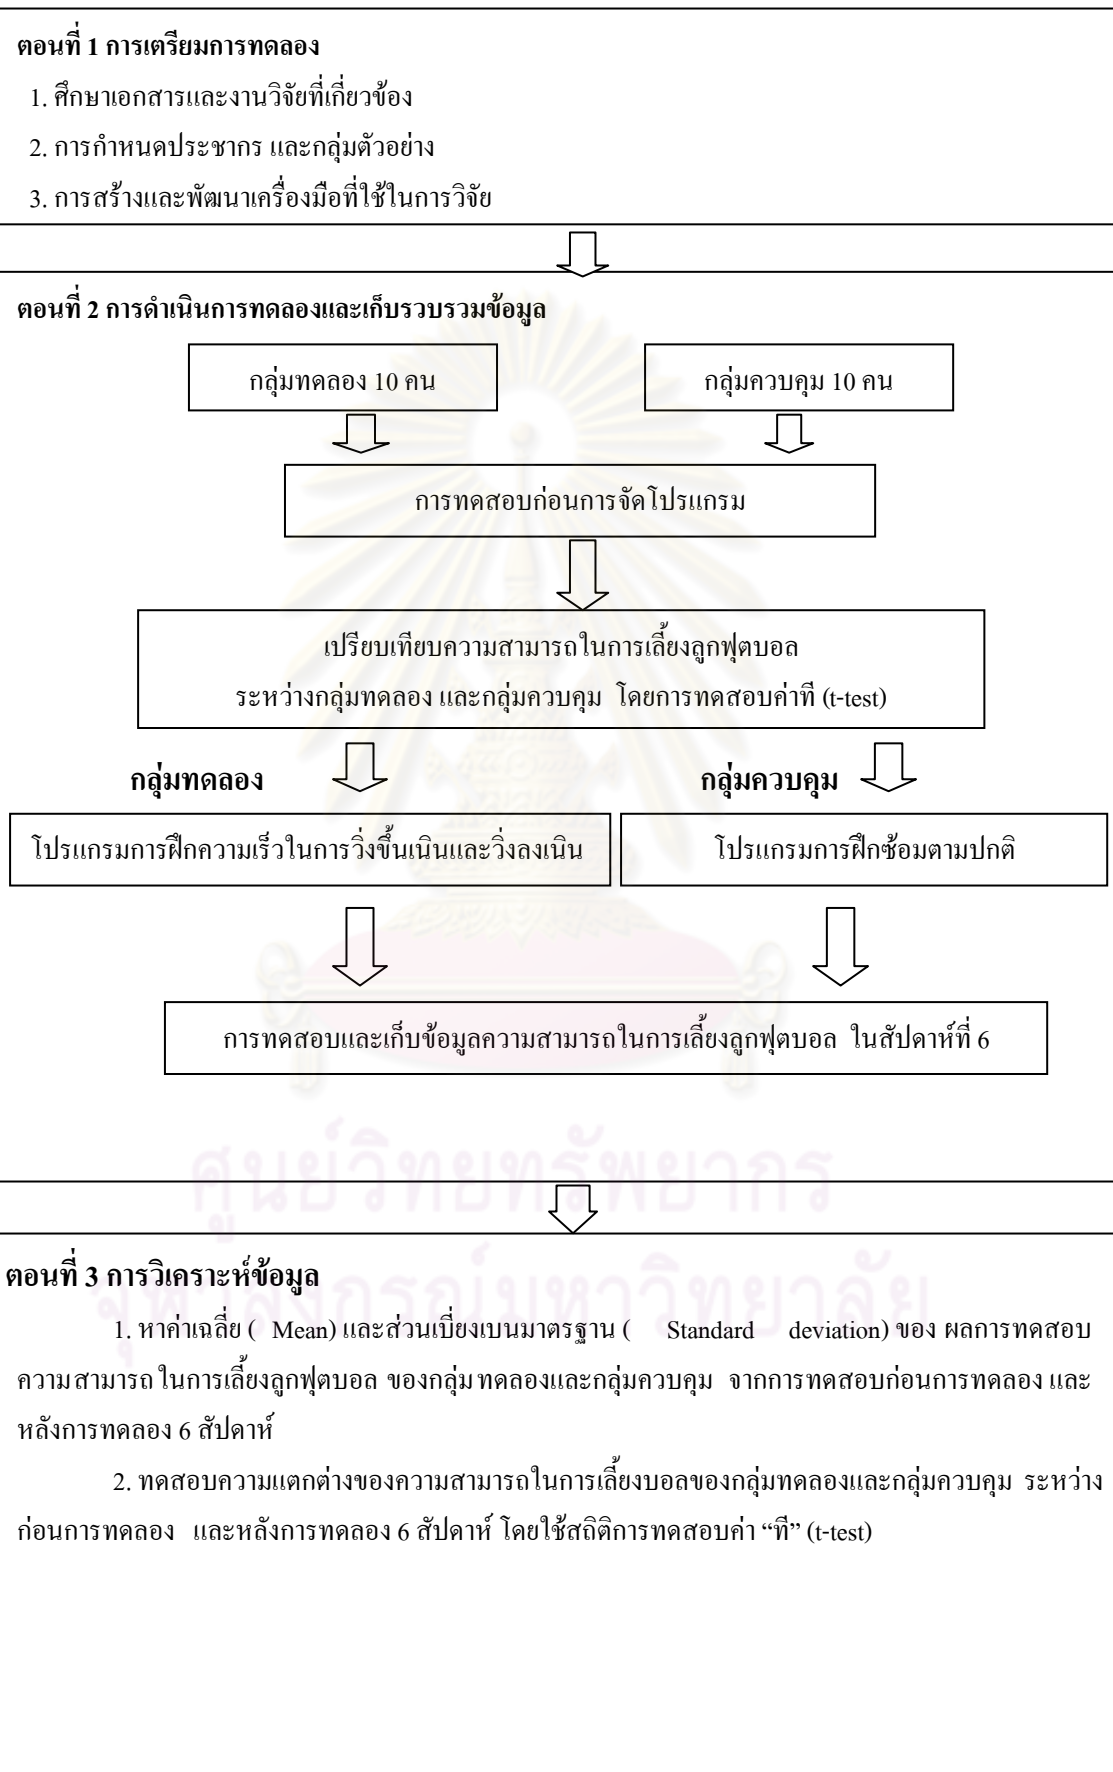 ตอนที่ 1 การเตรียมการทดลอง
1. ศึกษาเอกสารและงานวิจัยที่เกี่ยวข้อง
2. การกำหนดประชากร และกลุ่มตัวอย่าง
3. การสร้างและพัฒนาเครื่องมือที่ใช้ในการวิจัย
ตอนที่ 2 การดำเนินการทดลองและเก็บรวบรวมข้อมูล
กลุ่มทดลอง 10 คน
กลุ่มควบคุม 10 คน
การทดสอบก่อนการจัดโปรแกรม
เปรียบเทียบความสามารถในการเลี้ยงลูกฟุตบอล
ระหว่างกลุ่มทดลอง และกลุ่มควบคุม โดยการทดสอบค่าที (t-test)
กลุ่มทดลอง
กลุ่มควบคุม
โปรแกรมการฝึกความเร็วในการวิ่งขึ้นเนินและวิ่งลงเนิน
โปรแกรมการฝึกซ้อมตามปกติ
การทดสอบและเก็บข้อมูลความสามารถในการเลี้ยงลูกฟุตบอล ในสัปดาห์ที่ 6
ศูนย์วิทยทรัพยากร
จุฬาลงกรณ์มหาวิทยาลัย
ตอนที่ 3 การวิเคราะห์ข้อมูล
1. หาค่าเฉลี่ย ( Mean) และส่วนเบี่ยงเบนมาตรฐาน ( Standard deviation) ของ ผลการทดสอบ
ความสามารถในการเลี้ยงลูกฟุตบอล ของกลุ่มทดลองและกลุ่มควบคุม จากการทดสอบก่อนการทดลอง และ
หลังการทดลอง 6 สัปดาห์
2. ทดสอบความแตกต่างของความสามารถในการเลี้ยงบอลของกลุ่มทดลองและกลุ่มควบคุม ระหว่าง
ก่อนการทดลอง และหลังการทดลอง 6 สัปดาห์ โดยใช้สถิติการทดสอบค่า “ที” (t-test)